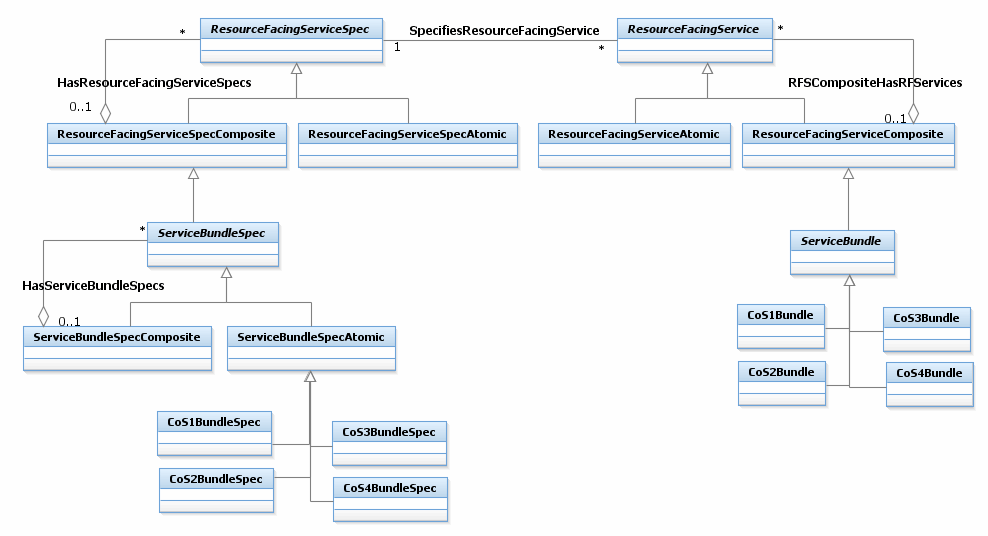 * ResourceFacingServiceSpec SpecifiesResourceFacingService ResourceFacingService *
1 *
HasResourceFacingServiceSpecs RFSCompositeHasRFServices
0..1 0..1
ResourceFacingServiceSpecComposite ResourceFacingServiceSpecAtomic ResourceFacingServiceAtomic ResourceFacingServiceComposite
* ServiceBundleSpec ServiceBundle
HasServiceBundleSpecs
0..1
ServiceBundleSpecComposite ServiceBundleSpecAtomic
CoS1Bundle CoS3Bundle
CoS2Bundle CoS4Bundle
CoS1BundleSpec CoS3BundleSpec
CoS2BundleSpec CoS4BundleSpec